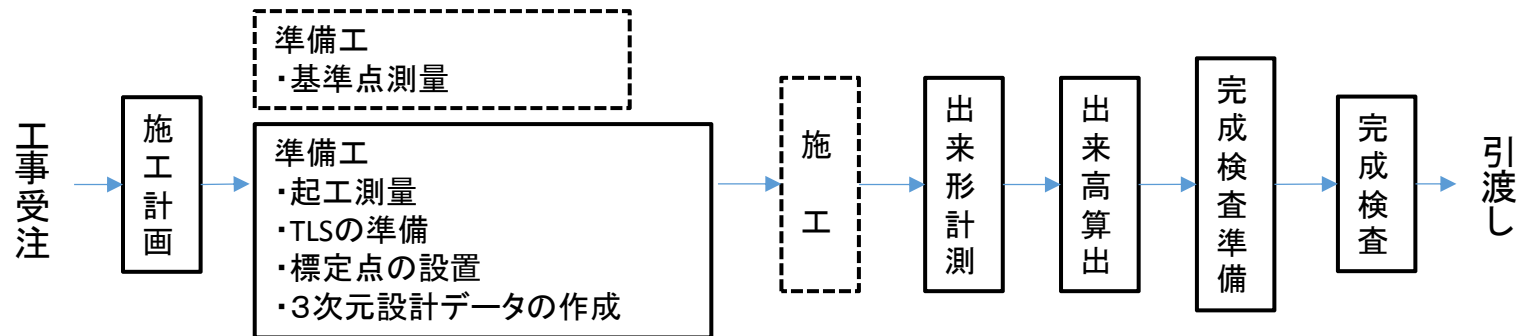 工事受注
施工計画
準備工
・基準点測量
準備工
・起工測量
・TLSの準備
・標定点の設置
・３次元設計データの作成
施工
出来形計測
出来高算出
完成検査準備
完成検査
引渡し